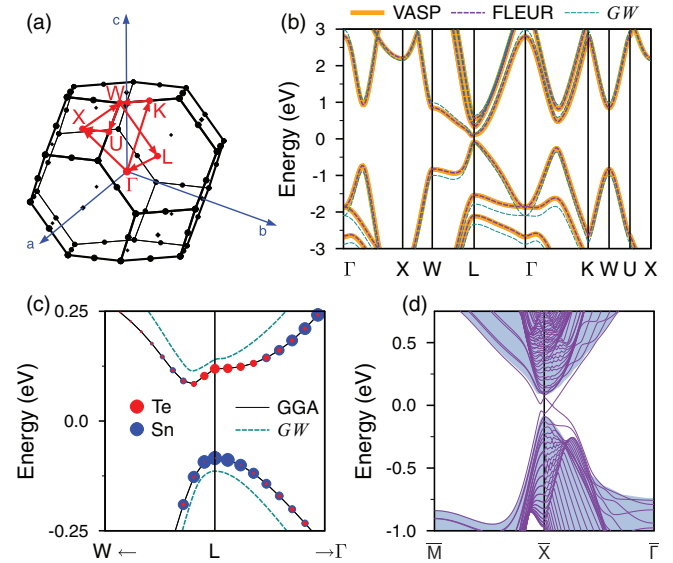 (a)
c
W
X
K
U
L
Γ
a
b
VASP FLEUR GW
(b)
Energy (eV)
3
2
1
0
-1
-2
-3
Γ X W L Γ K W U X
(c)
Energy (eV)
0.25
0.00
-0.25
Te
Sn
GGA
GW
W ← L →Γ
(d)
Energy (eV)
0.5
0.0
-0.5
-1.0
M̅ X̅ Γ̅